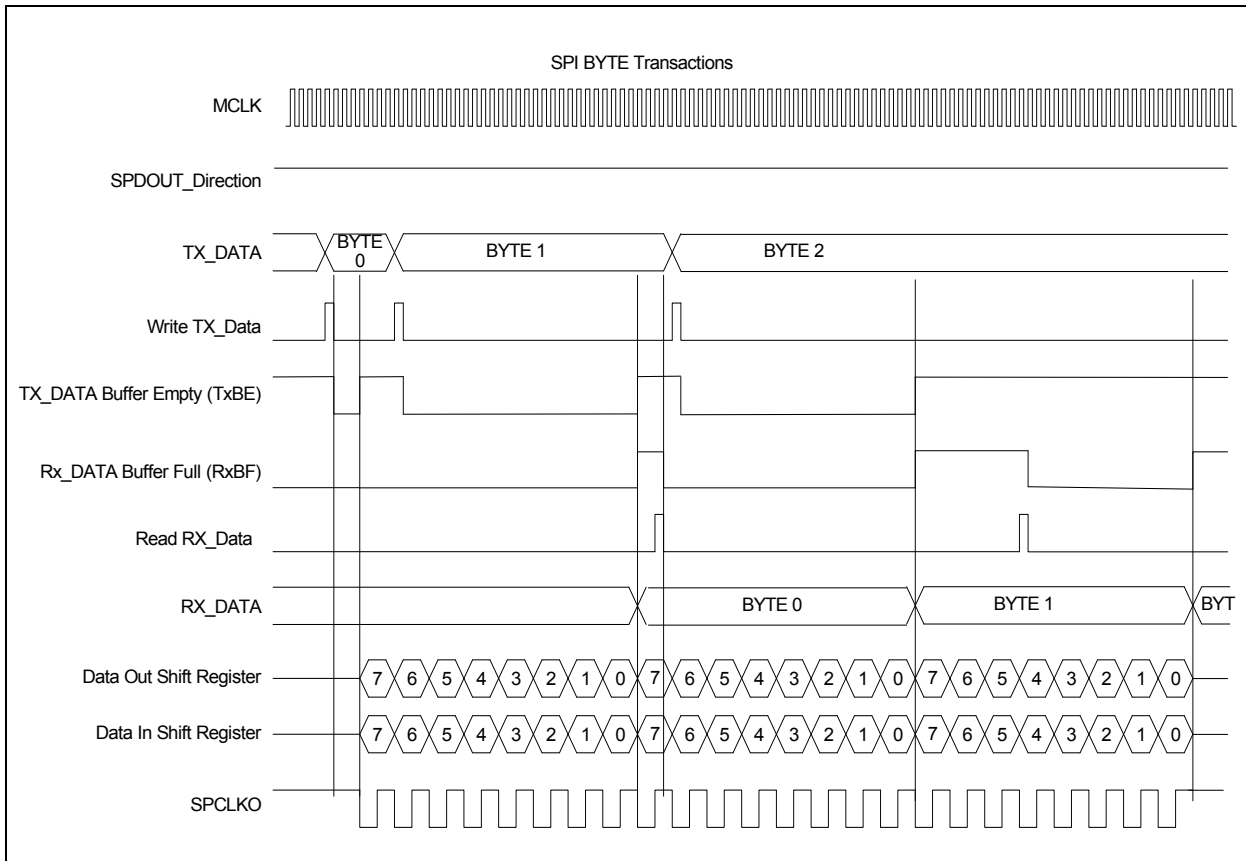 SPI BYTE Transactions
MCLK
SPDOUT_Direction
TX_DATA
BYTE
0
BYTE 1
BYTE 2
Write TX_Data
TX_DATA Buffer Empty (TxBE)
Rx_DATA Buffer Full (RxBF)
Read RX_Data
RX_DATA
BYTE 0
BYTE 1
BYT
Data Out Shift Register
7 6 5 4 3 2 1 0 7 6 5 4 3 2 1 0 7 6 5 4 3 2 1 0
Data In Shift Register
7 6 5 4 3 2 1 0 7 6 5 4 3 2 1 0 7 6 5 4 3 2 1 0
SPCLKO